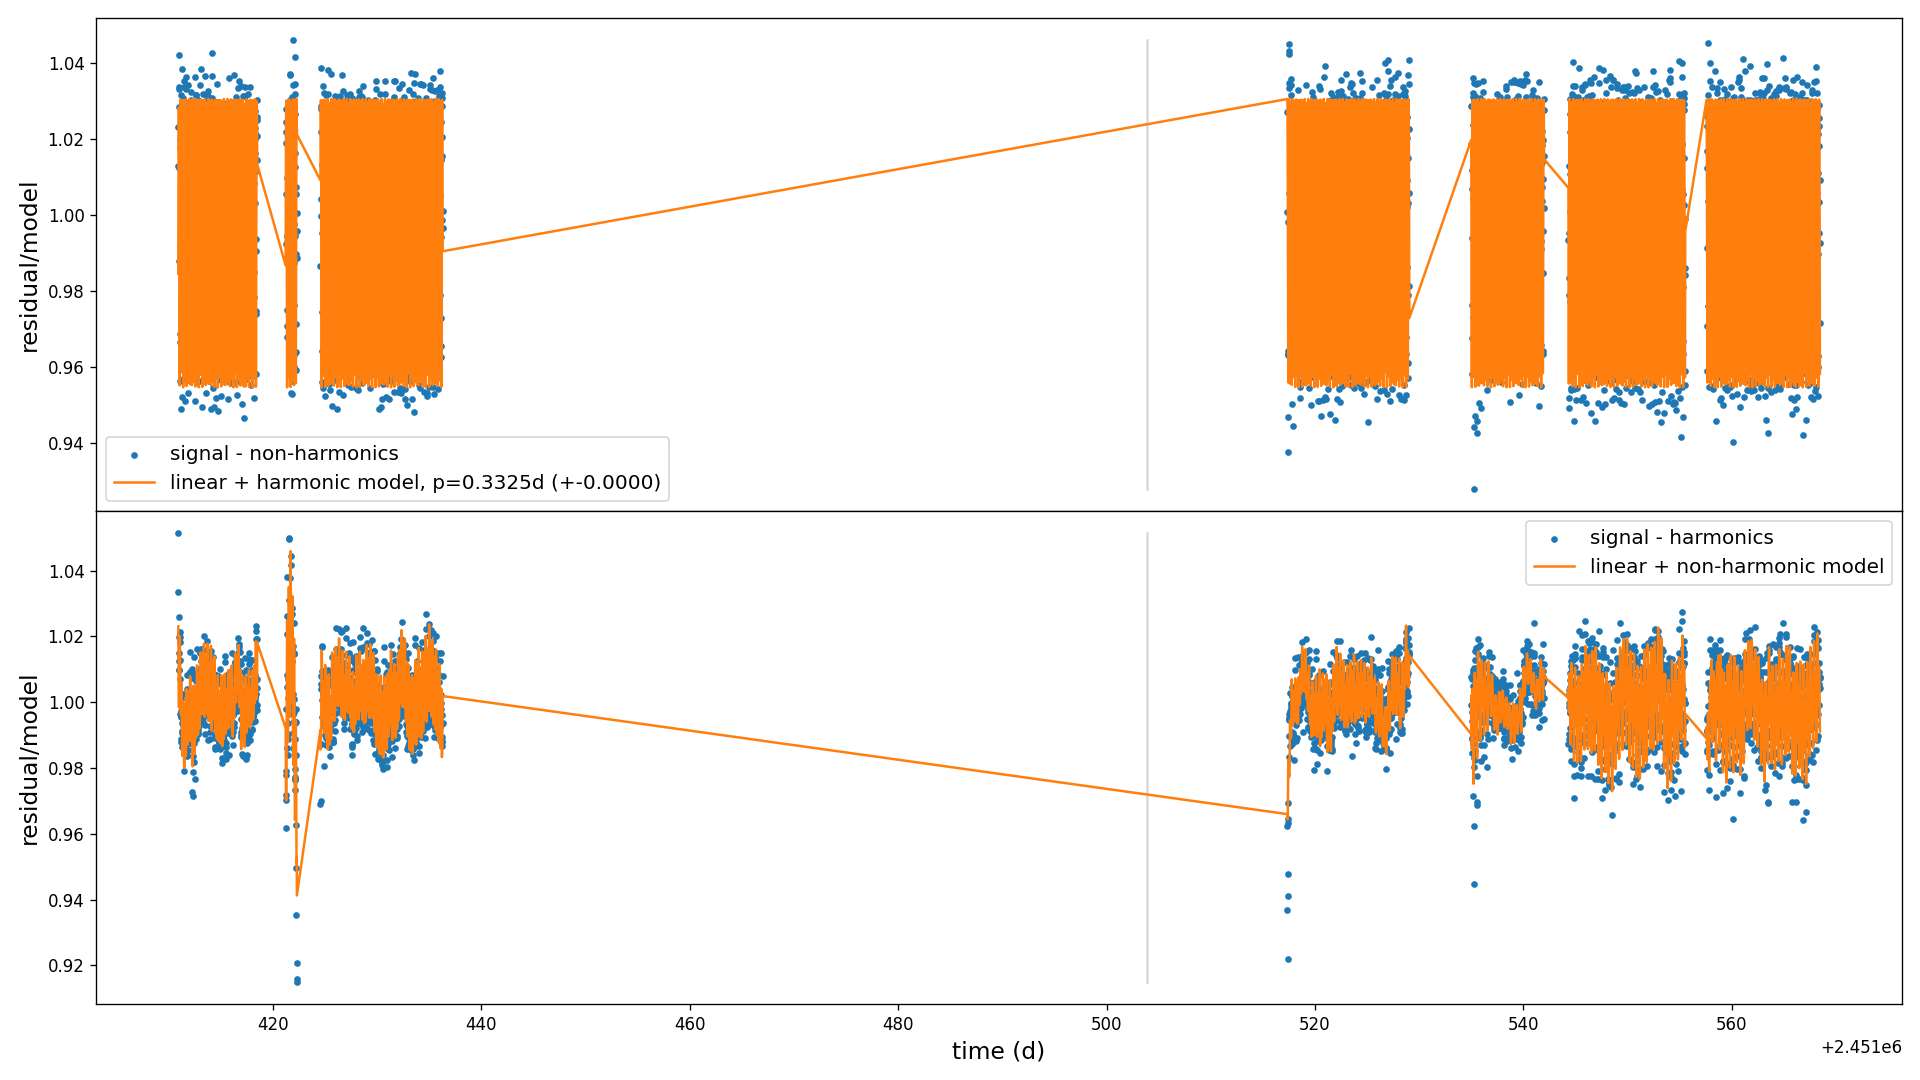 residual/model
1.04
1.02
1.00
0.98
0.96
0.94
signal - non-harmonics
linear + harmonic model, p=0.3325d (+-0.0000)
residual/model
1.04
1.02
1.00
0.98
0.96
0.94
0.92
signal - harmonics
linear + non-harmonic model
420 440 460 480 500 520 540 560
time (d)
+2.451e6